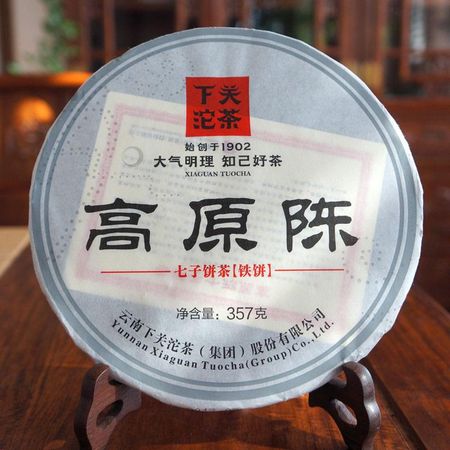 下关
沱茶
始创于1902
大气明理 知己好茶
XIAGUAN TUOCHA
高原陈
七子饼茶【铁饼】
净含量：357克
云南下关沱茶（集团）股份有限公司
Yunnan Xiaguan Tuocha(Group)Co.,Ltd.